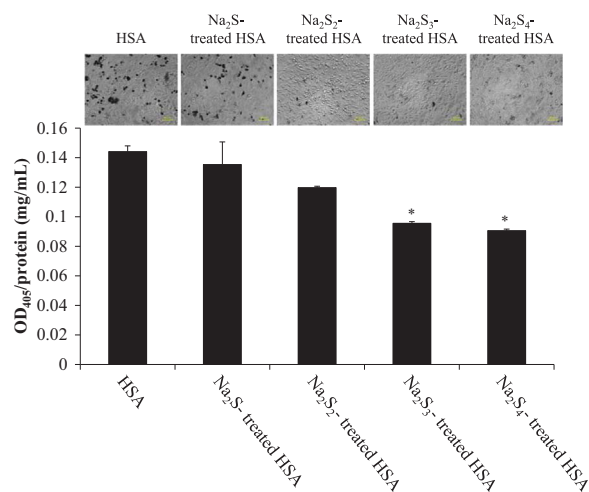 HSA
Na₂S-
treated HSA
Na₂S₂-
treated HSA
Na₂S₃-
treated HSA
Na₂S₄-
treated HSA
0.16
0.14
0.12
0.1
0.08
0.06
0.04
0.02
0
OD₄₀₅/protein (mg/mL)
*
*
HSA
Na₂S- treated HSA
Na₂S₂- treated HSA
Na₂S₃- treated HSA
Na₂S₄- treated HSA